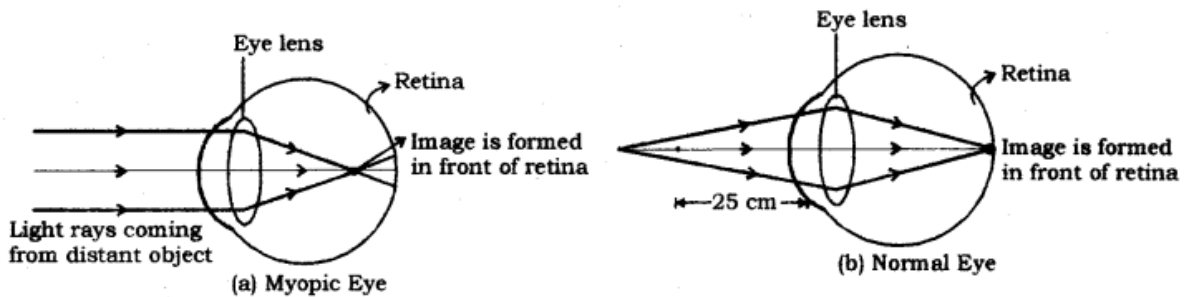 Eye lens
Retina
Image is formed
in front of retina
Light rays coming
from distant object
(a) Myopic Eye
Eye lens
Retina
Image is formed
in front of retina
25 cm
(b) Normal Eye